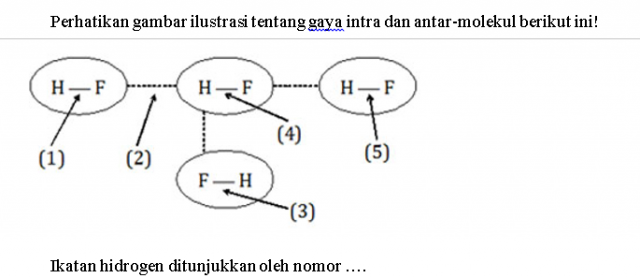 Perhatikan gambar ilustrasi tentang gaya intra dan antar-molekul berikut ini!
H — F H — F H — F
(1) (2) (4) (5)
F — H
(3)
Ikatan hidrogen ditunjukkan oleh nomor ….